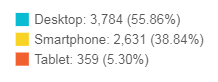 Desktop: 3,784 (55.86%)
Smartphone: 2,631 (38.84%)
Tablet: 359 (5.30%)